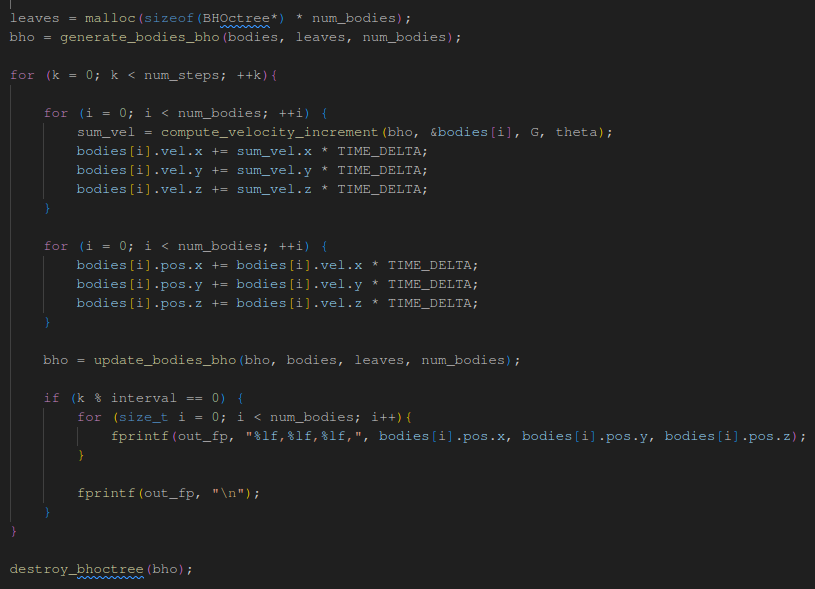 leaves = malloc(sizeof(BHOctree*) * num_bodies);
bho = generate_bodies_bho(bodies, leaves, num_bodies);
for (k = 0; k < num_steps; ++k){
for (i = 0; i < num_bodies; ++i) {
sum_vel = compute_velocity_increment(bho, &bodies[i], G, theta);
bodies[i].vel.x += sum_vel.x * TIME_DELTA;
bodies[i].vel.y += sum_vel.y * TIME_DELTA;
bodies[i].vel.z += sum_vel.z * TIME_DELTA;
}
for (i = 0; i < num_bodies; ++i) {
bodies[i].pos.x += bodies[i].vel.x * TIME_DELTA;
bodies[i].pos.y += bodies[i].vel.y * TIME_DELTA;
bodies[i].pos.z += bodies[i].vel.z * TIME_DELTA;
}
bho = update_bodies_bho(bho, bodies, leaves, num_bodies);
if (k % interval == 0) {
for (size_t i = 0; i < num_bodies; i++){
fprintf(out_fp, "%lf,%lf,%lf,", bodies[i].pos.x, bodies[i].pos.y, bodies[i].pos.z);
}
fprintf(out_fp, "\n");
}
}
destroy_bhoctree(bho);